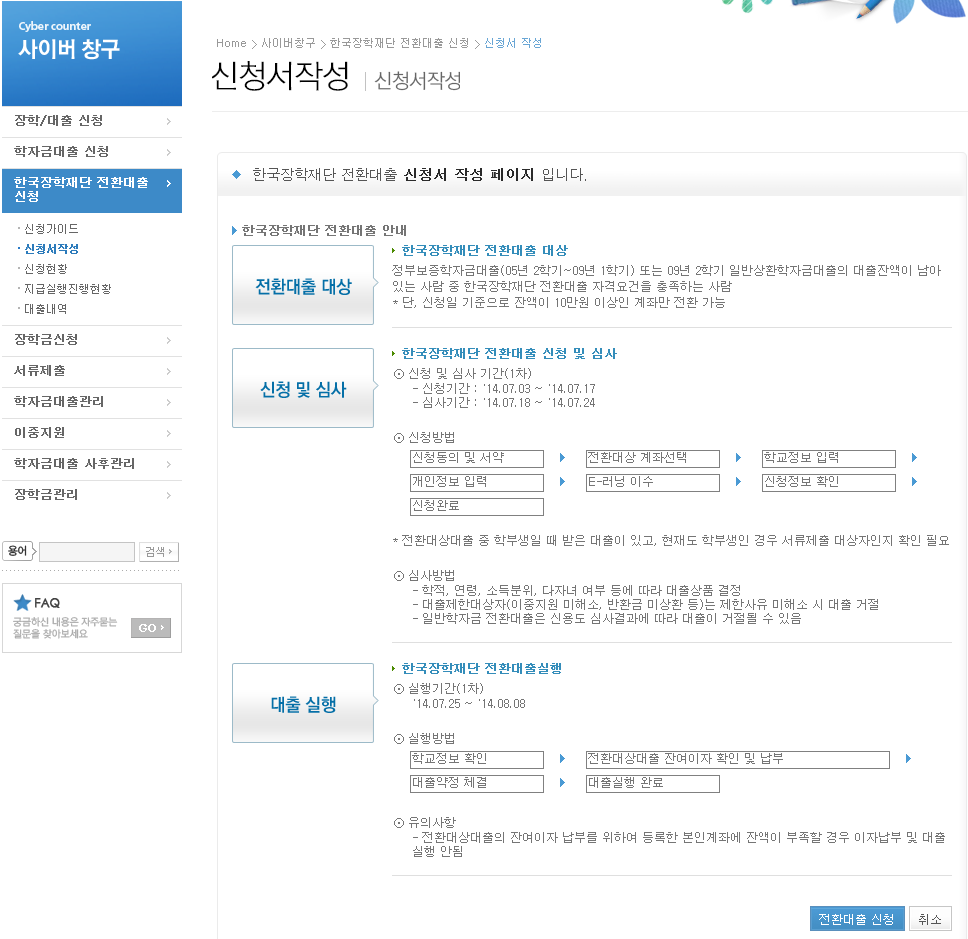 Cyber counter
사이버 창구
장학/대출 신청
학자금대출 신청
한국장학재단 전환대출
신청
· 신청가이드
· 신청서작성
· 신청현황
· 지급실행진행현황
· 대출내역
장학금신청
서류제출
학자금대출관리
이중지원
학자금대출 사후관리
장학금관리
용어
검색
FAQ
궁금하신 내용은 자주묻는
질문을 찾아보세요
GO
Home > 사이버창구 > 한국장학재단 전환대출 신청 > 신청서 작성
신청서작성 | 신청서작성
한국장학재단 전환대출 신청서 작성 페이지 입니다.
한국장학재단 전환대출 안내
전환대출 대상
한국장학재단 전환대출 대상
정부보증학자금대출(05년 2학기~09년 1학기) 또는 09년 2학기 일반상환학자금대출의 대출잔액이 남아
있는 사람 중 한국장학재단 전환대출 자격요건을 충족하는 사람
* 단, 신청일 기준으로 잔액이 10만원 이상인 계좌만 전환 가능
신청 및 심사
한국장학재단 전환대출 신청 및 심사
⊙ 신청 및 심사 기간(1차)
- 신청기간 : '14.07.03 ~ '14.07.17
- 심사기간 : '14.07.18 ~ '14.07.24
⊙ 신청방법
신청동의 및 서약 전환대상 계좌선택 학교정보 입력
개인정보 입력 E-러닝 이수 신청정보 확인
신청완료
* 전환대상대출 중 학부생일 때 받은 대출이 있고, 현재도 학부생인 경우 서류제출 대상자인지 확인 필요
⊙ 심사방법
- 학적, 연령, 소득분위, 다자녀 여부 등에 따라 대출상품 결정
- 대출제한대상자(이중지원 미해소, 반환금 미상환 등)는 제한사유 미해소 시 대출 거절
- 일반학자금 전환대출은 신용도 심사결과에 따라 대출이 거절될 수 있음
대출 실행
한국장학재단 전환대출실행
⊙ 실행기간(1차)
'14.07.25 ~ '14.08.08
⊙ 실행방법
학교정보 확인 전환대상대출 잔여이자 확인 및 납부
대출약정 체결 대출실행 완료
⊙ 유의사항
- 전환대상대출의 잔여이자 납부를 위하여 등록한 본인계좌에 잔액이 부족할 경우 이자납부 및 대출
실행 안됨
전환대출 신청 취소